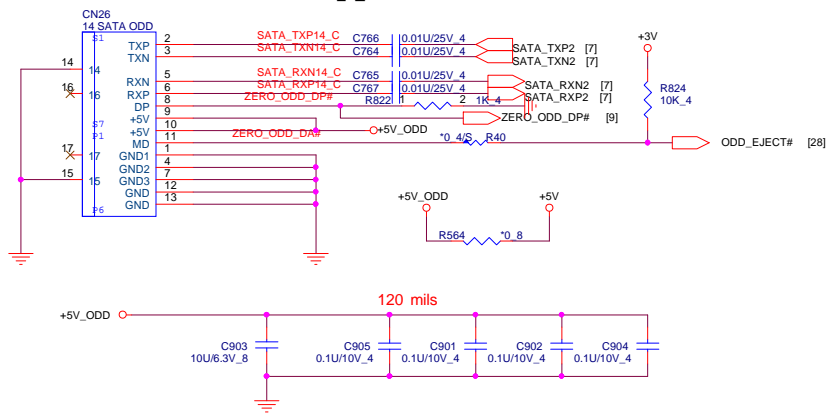 CN26
14 SATA ODD
S1
TXP 2 SATA_TXP14_C C766 0.01U/25V_4 SATA_TXP2 [7]
TXN 3 SATA_TXN14_C C764 0.01U/25V_4 SATA_TXN2 [7]
14 14
RXN 5 SATA_RXN14_C C765 0.01U/25V_4 SATA_RXN2 [7]
RXP 6 SATA_RXP14_C C767 0.01U/25V_4 SATA_RXP2 [7]
16 16
DP 8 ZERO_ODD_DP# R822 1 2 1K_4
+5V 9 ZERO_ODD_DP# [9]
S7
+5V 10 +5V_ODD
P1
MD 11 ZERO_ODD_DA# *0_4/S R40 ODD_EJECT# [28]
+3V
R824
10K_4
17 17
GND1 1
GND2 4
GND3 7
15 15
GND 12
GND 13
P6
+5V_ODD +5V
R564 *0_8
120 mils
+5V_ODD
C903 C905 C901 C902 C904
10U/6.3V_8 0.1U/10V_4 0.1U/10V_4 0.1U/10V_4 0.1U/10V_4